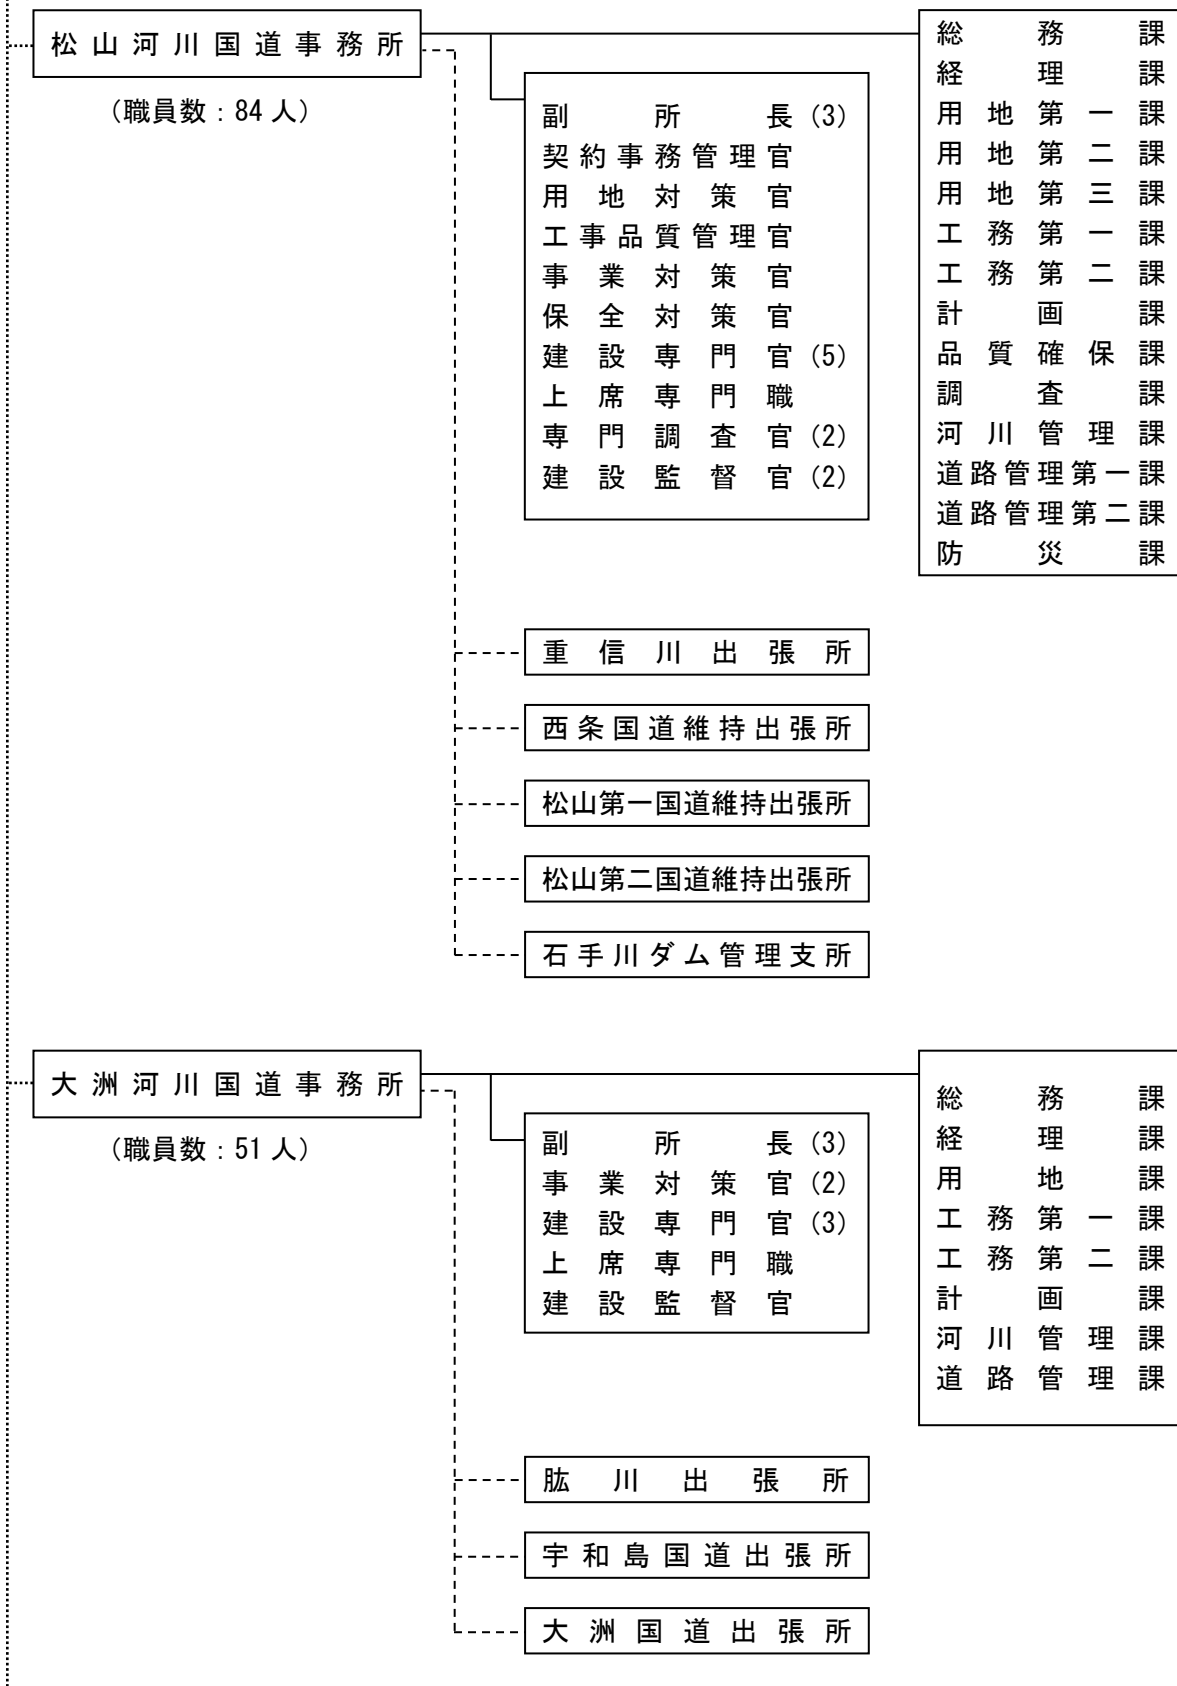 松山河川国道事務所
（職員数：84人）
副所長（3）
契約事務管理官
用地対策官
工事品質管理官
事業対策官
保全対策官
建設専門官（5）
上席専門職
専門調査官（2）
建設監督官（2）
総務課
経理課
用地第一課
用地第二課
用地第三課
工務第一課
工務第二課
計画課
品質確保課
調査課
河川管理課
道路管理第一課
道路管理第二課
防災課
重信川出張所
西条国道維持出張所
松山第一国道維持出張所
松山第二国道維持出張所
石手川ダム管理支所
大洲河川国道事務所
（職員数：51人）
副所長（3）
事業対策官（2）
建設専門官（3）
上席専門職
建設監督官
総務課
経理課
用地課
工務第一課
工務第二課
計画課
河川管理課
道路管理課
肱川出張所
宇和島国道出張所
大洲国道出張所